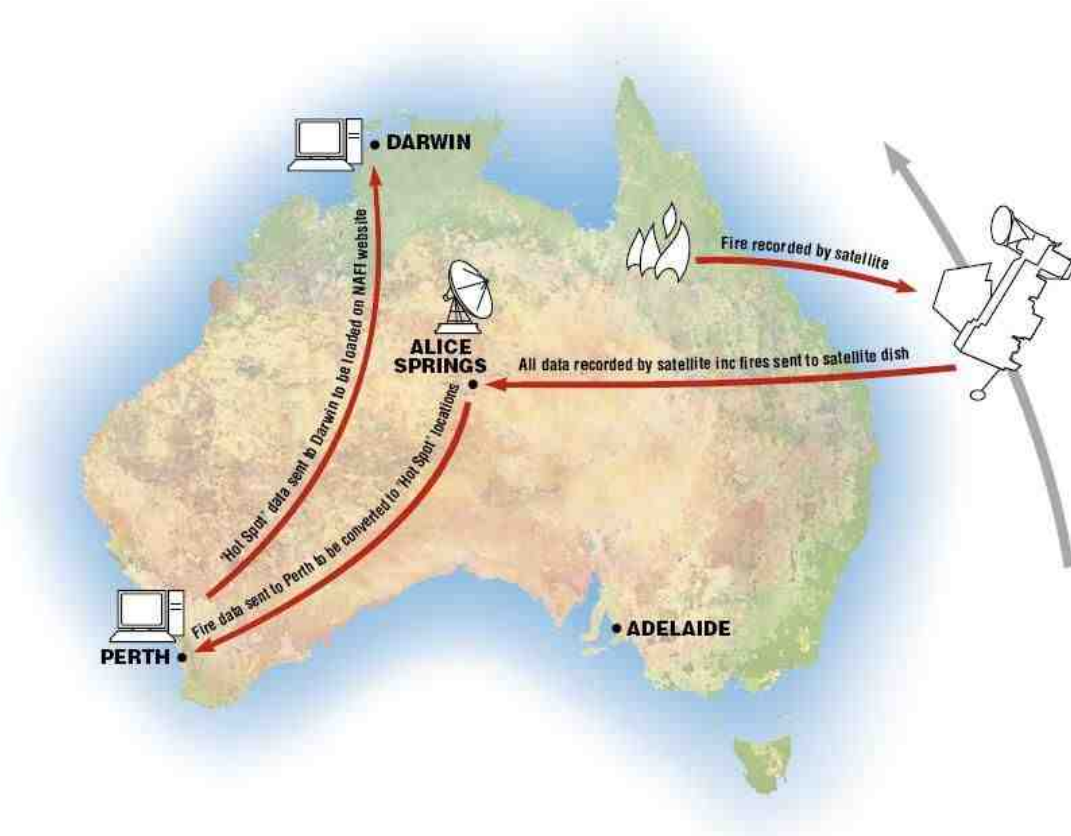 DARWIN
Fire recorded by satellite
"Hot Spot" data sent to Darwin to be loaded on NAFI website
ALICE
SPRINGS
All data recorded by satellite inc fires sent to satellite dish
Fire data sent to Perth to be converted to "Hot Spot" locations
PERTH
ADELAIDE